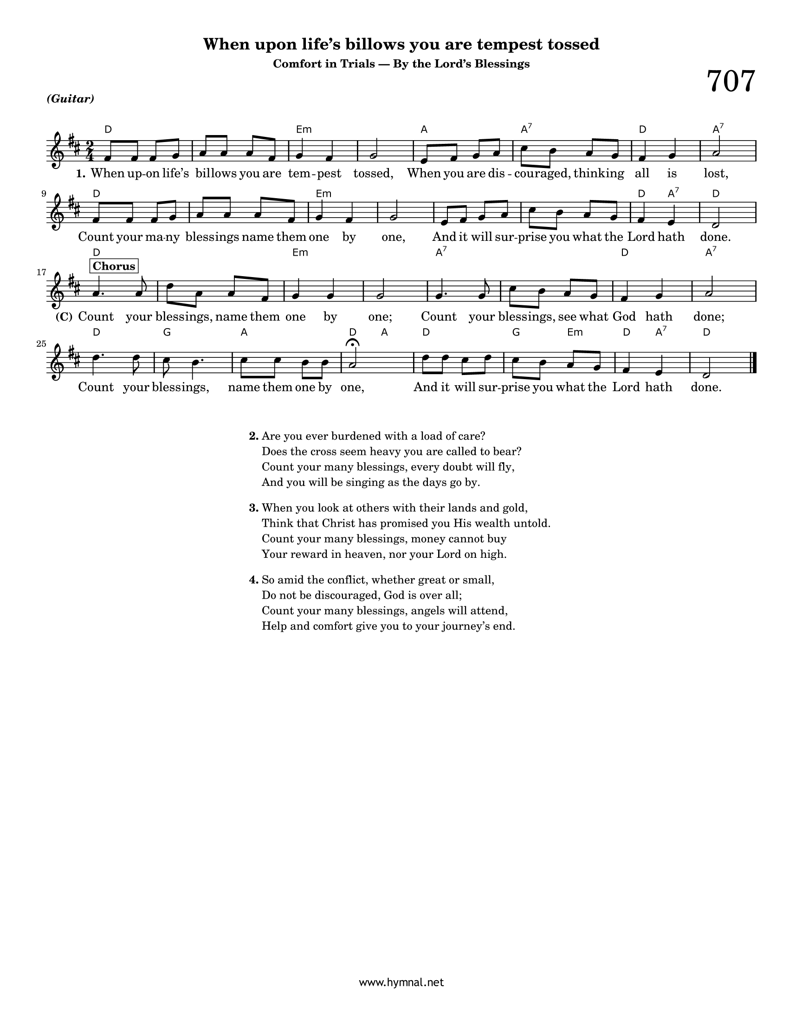 When upon life's billows you are tempest tossed
Comfort in Trials — By the Lord's Blessings
707
(Guitar)
D Em A A7 D A7
1. When up-on life's billows you are tem-pest tossed, When you are dis-couraged, thinking all is lost,
9
D Em D A7 D
Count your ma-ny blessings name them one by one, And it will sur-prise you what the Lord hath done.
D Em A7 D A7
Chorus
17
(C) Count your blessings, name them one by one; Count your blessings, see what God hath done;
D G A D A D G Em D A7 D
25
Count your blessings, name them one by one, And it will sur-prise you what the Lord hath done.
2. Are you ever burdened with a load of care?
Does the cross seem heavy you are called to bear?
Count your many blessings, every doubt will fly,
And you will be singing as the days go by.
3. When you look at others with their lands and gold,
Think that Christ has promised you His wealth untold.
Count your many blessings, money cannot buy
Your reward in heaven, nor your Lord on high.
4. So amid the conflict, whether great or small,
Do not be discouraged, God is over all;
Count your many blessings, angels will attend,
Help and comfort give you to your journey's end.
www.hymnal.net